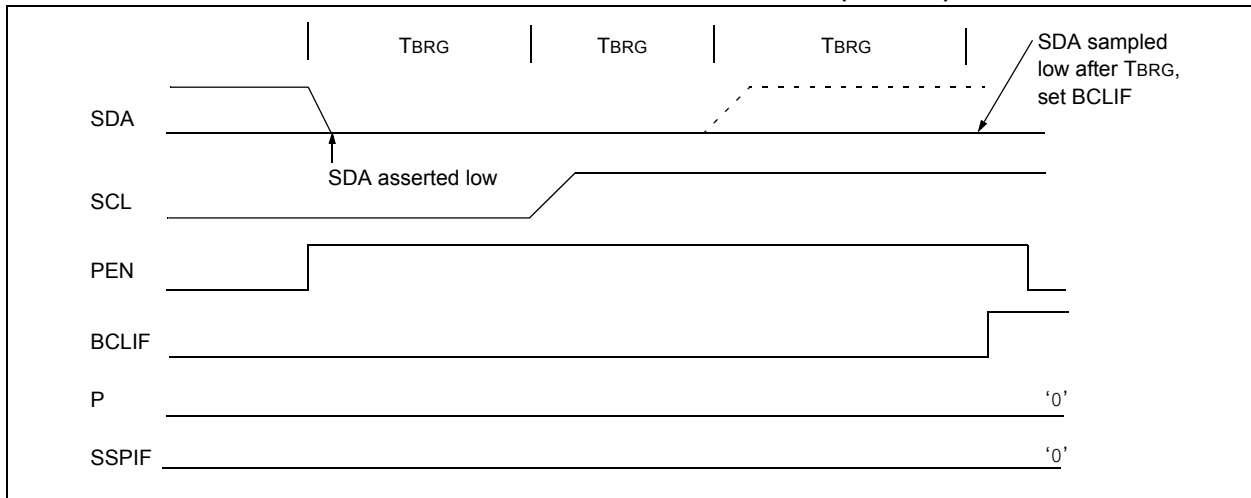 TBRG TBRG TBRG
SDA sampled
low after TBRG,
set BCLIF
SDA
SDA asserted low
SCL
PEN
BCLIF
P
‘0’
SSPIF
‘0’